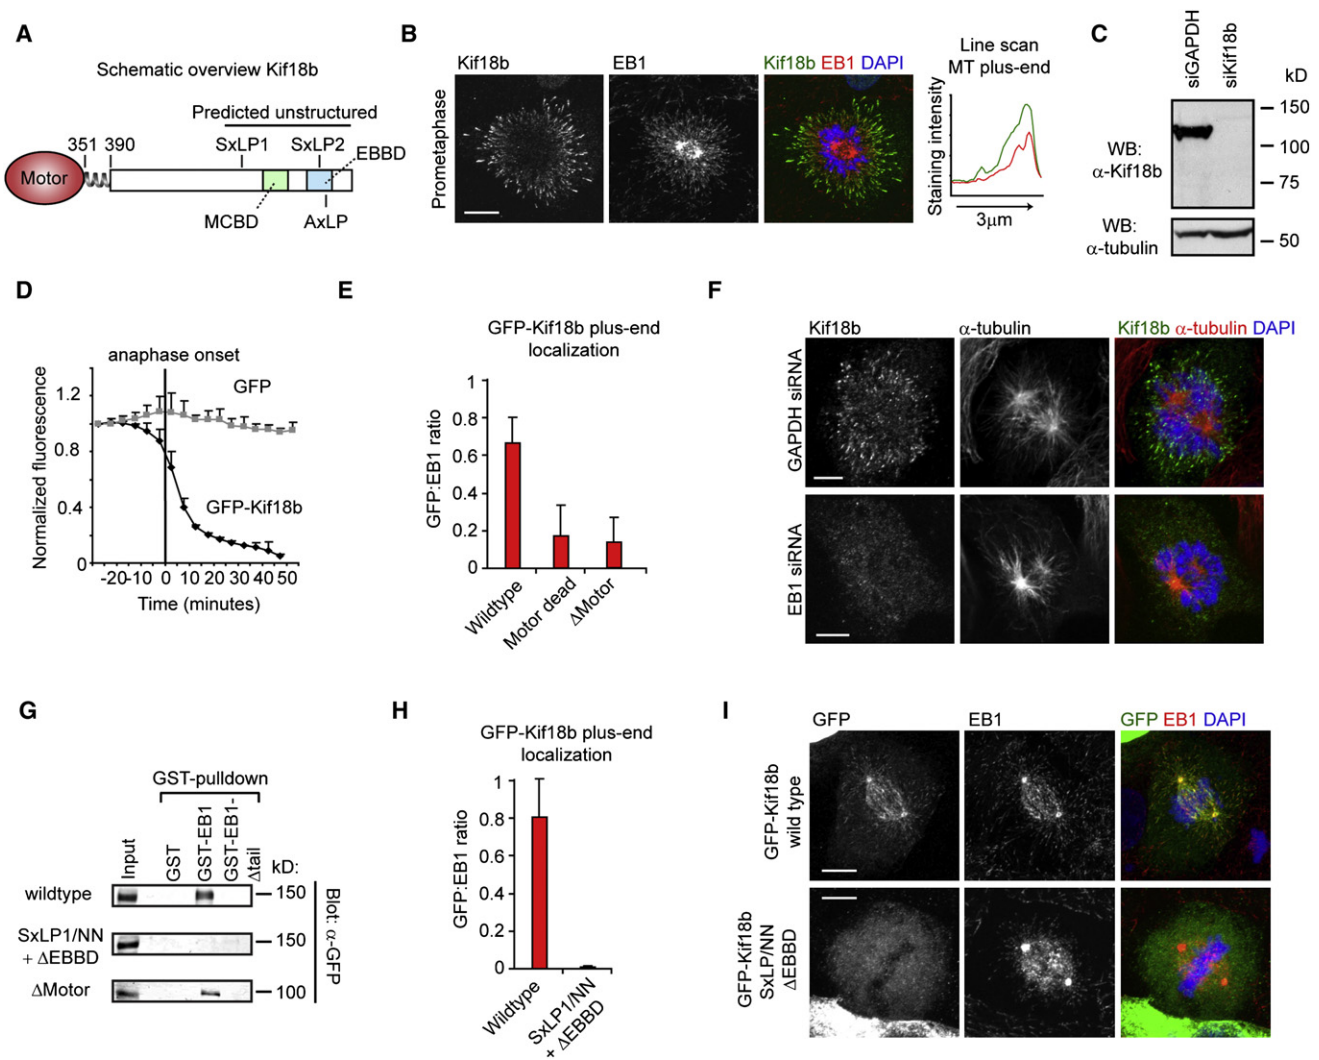 A
Schematic overview Kif18b
Predicted unstructured
351 390
SxLP1
SxLP2
EBBD
Motor
MCBD
AxLP
B
Kif18b
EB1
Kif18b EB1 DAPI
Prometaphase
Line scan
MT plus-end
Staining intensity
3μm
C
siGAPDH
siKif18b
kD
150
100
75
50
WB:
α-Kif18b
WB:
α-tubulin
D
anaphase onset
GFP
GFP-Kif18b
Normalized fluorescence
1.2
0.8
0.4
0
-20 -10 0 10 20 30 40 50
Time (minutes)
E
GFP-Kif18b plus-end
localization
GFP:EB1 ratio
1
0.8
0.6
0.4
0.2
0
Wildtype
Motor dead
ΔMotor
F
Kif18b
α-tubulin
Kif18b α-tubulin DAPI
GAPDH siRNA
EB1 siRNA
G
GST-pulldown
Input
GST
GST-EB1
GST-EB1-
Δtail
kD:
wildtype
150
SxLP1/NN
+ ΔEBBD
150
ΔMotor
100
Blot: α-GFP
H
GFP-Kif18b plus-end
localization
GFP:EB1 ratio
1
0.8
0.6
0.4
0.2
0
Wildtype
SxLP1/NN
+ ΔEBBD
I
GFP
EB1
GFP EB1 DAPI
GFP-Kif18b
wild type
GFP-Kif18b
SxLP/NN
ΔEBBD